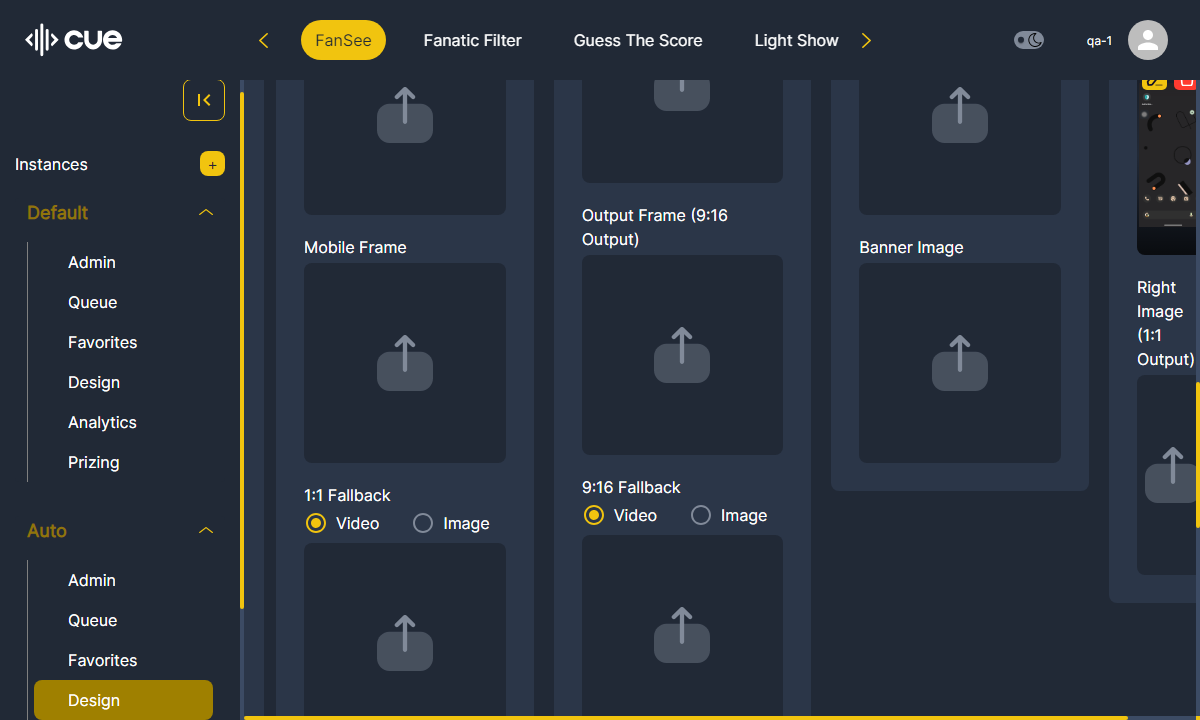 cue
FanSee
Fanatic Filter
Guess The Score
Light Show
qa-1
Instances
+
Default
Admin
Queue
Favorites
Design
Analytics
Prizing
Auto
Admin
Queue
Favorites
Design
Mobile Frame
1:1 Fallback
Video
Image
Output Frame (9:16
Output)
9:16 Fallback
Video
Image
Banner Image
Right
Image
(1:1
Output)